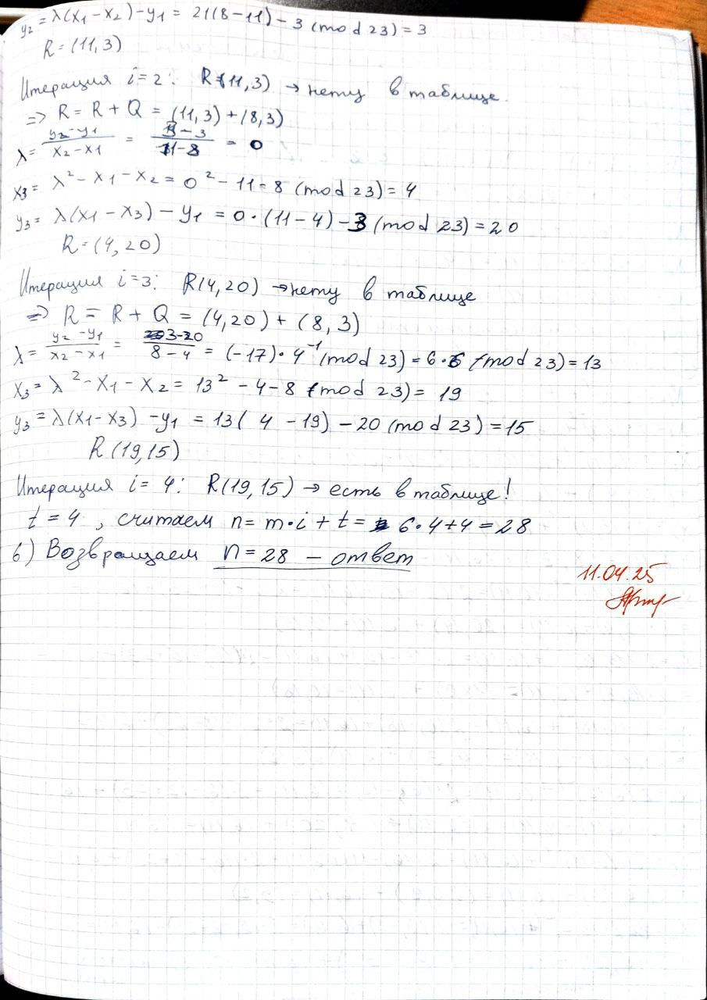 y₂ = λ(x₁ - x₂) - y₁ = 21(8 - 11) - 3 (mod 23) = 3
R = (11, 3)
Итерация i = 2: R(11, 3) → нету в таблице.
=> R = R + Q = (11, 3) + (8, 3)
λ = (y₂ - y₁)/(x₂ - x₁) = (3 - 3)/(11 - 8) = 0
x₃ = λ² - x₁ - x₂ = 0² - 11 - 8 (mod 23) = 4
y₃ = λ(x₁ - x₃) - y₁ = 0·(11 - 4) - 3 (mod 23) = 20
R = (4, 20)
Итерация i = 3: R(4, 20) → нету в таблице
=> R = R + Q = (4, 20) + (8, 3)
λ = (y₂ - y₁)/(x₂ - x₁) = (3 - 20)/(8 - 4) = (-17)·4⁻¹ (mod 23) = 6·6 (mod 23) = 13
x₃ = λ² - x₁ - x₂ = 13² - 4 - 8 (mod 23) = 19
y₃ = λ(x₁ - x₃) - y₁ = 13(4 - 19) - 20 (mod 23) = 15
R(19, 15)
Итерация i = 4: R(19, 15) → есть в таблице!
t = 4, считаем n = m·i + t = 6·4 + 4 = 28
6) Возвращаем n = 28 - ответ
11.04.25